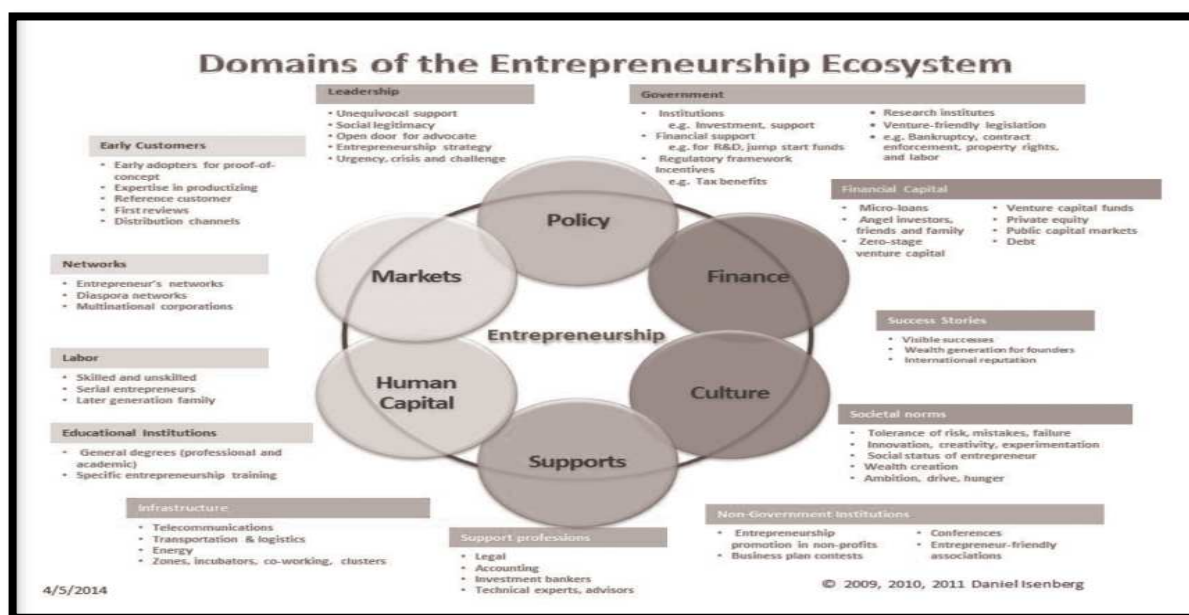 Domains of the Entrepreneurship Ecosystem
Leadership
• Unequivocal support
• Social legitimacy
• Open door for advocate
• Entrepreneurship strategy
• Urgency, crisis and challenge
Government
• Institutions
e.g. Investment, support
• Financial support
e.g. for R&D, jump start funds
• Regulatory framework
Incentives
e.g. Tax benefits
• Research institutes
• Venture-friendly legislation
• e.g. Bankruptcy, contract
enforcement, property rights,
and labor
Early Customers
• Early adopters for proof-of-
concept
• Expertise in productizing
• Reference customer
• First reviews
• Distribution channels
Financial Capital
• Micro-loans
• Angel investors,
friends and family
• Zero-stage
venture capital
• Venture capital funds
• Private equity
• Public capital markets
• Debt
Networks
• Entrepreneur's networks
• Diaspora networks
• Multinational corporations
Policy
Markets
Finance
Entrepreneurship
Human
Capital
Culture
Supports
Success Stories
• Visible successes
• Wealth generation for founders
• International reputation
Labor
• Skilled and unskilled
• Serial entrepreneurs
• Later generation family
Societal norms
• Tolerance of risk, mistakes, failure
• Innovation, creativity, experimentation
• Social status of entrepreneur
• Wealth creation
• Ambition, drive, hunger
Educational Institutions
• General degrees (professional and
academic)
• Specific entrepreneurship training
Infrastructure
• Telecommunications
• Transportation & logistics
• Energy
• Zones, incubators, co-working, clusters
Support professions
• Legal
• Accounting
• Investment bankers
• Technical experts, advisors
Non-Government Institutions
• Entrepreneurship
promotion in non-profits
• Business plan contests
• Conferences
• Entrepreneur-friendly
associations
4/5/2014
© 2009, 2010, 2011 Daniel Isenberg